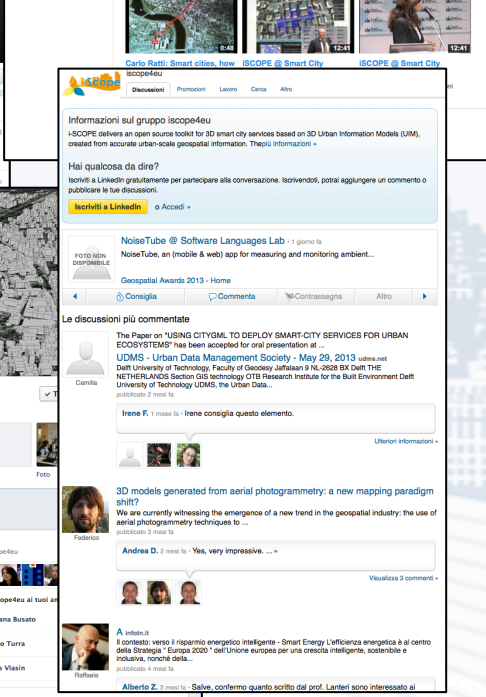 0:48
12:41
12:41
Carlo Ratti: Smart cities, how
iSCOPE @ Smart City
iSCOPE @ Smart City
i-Scope
iscope4eu
Discussioni Promozioni Lavoro Cerca Altro
Informazioni sul gruppo iscope4eu
i-SCOPE delivers an open source toolkit for 3D smart city services based on 3D Urban Information Models (UIM),
created from accurate urban-scale geospatial information. Thepiù informazioni »
Hai qualcosa da dire?
Iscriviti a LinkedIn gratuitamente per partecipare alla conversazione. Iscrivendoti, potrai aggiungere un commento o
pubblicare le tue discussioni.
Iscriviti a LinkedIn o Accedi »
FOTO NON
DISPONIBILE
NoiseTube @ Software Languages Lab - 1 giorno fa
NoiseTube, an (mobile & web) app for measuring and monitoring ambient...
Geospatial Awards 2013 - Home
Consiglia Commenta Contrassegna Altro
Le discussioni più commentate
The Paper on "USING CITYGML TO DEPLOY SMART-CITY SERVICES FOR URBAN
ECOSYSTEMS" has been accepted for oral presentation at ...
UDMS - Urban Data Management Society - May 29, 2013 udms.net
Delft University of Technology, Faculty of Geodesy Jaffalaan 9 NL-2628 BX Delft THE
NETHERLANDS Section GIS technology OTB Research Institute for the Built Environment Delft
University of Technology UDMS, the Urban Data...
pubblicato 2 mesi fa
Camilla
Irene F. 1 mese fa - Irene consiglia questo elemento.
Ulteriori informazioni »
3D models generated from aerial photogrammetry: a new mapping paradigm
shift?
We are currently witnessing the emergence of a new trend in the geospatial industry: the use of
aerial photogrammetry techniques to ...
pubblicato 3 mesi fa
Federico
Andrea D. 2 mesi fa - Yes, very impressive. ... »
Visualizza 3 commenti »
A infotn.it
Il contesto: verso il risparmio energetico intelligente - Smart Energy L'efficienza energetica è al centro
della Strategia " Europa 2020 " dell'Unione europea per una crescita intelligente, sostenibile e
inclusiva, nonché della...
pubblicato 4 mesi fa
Raffaele
Alberto Z. 3 mesi fa - Salve, confermo quanto scritto dal prof. Lanteri sono interessato ai
Foto
pe4eu
ope4eu ai tuoi an
ana Busato
o Turra
s Vlasin